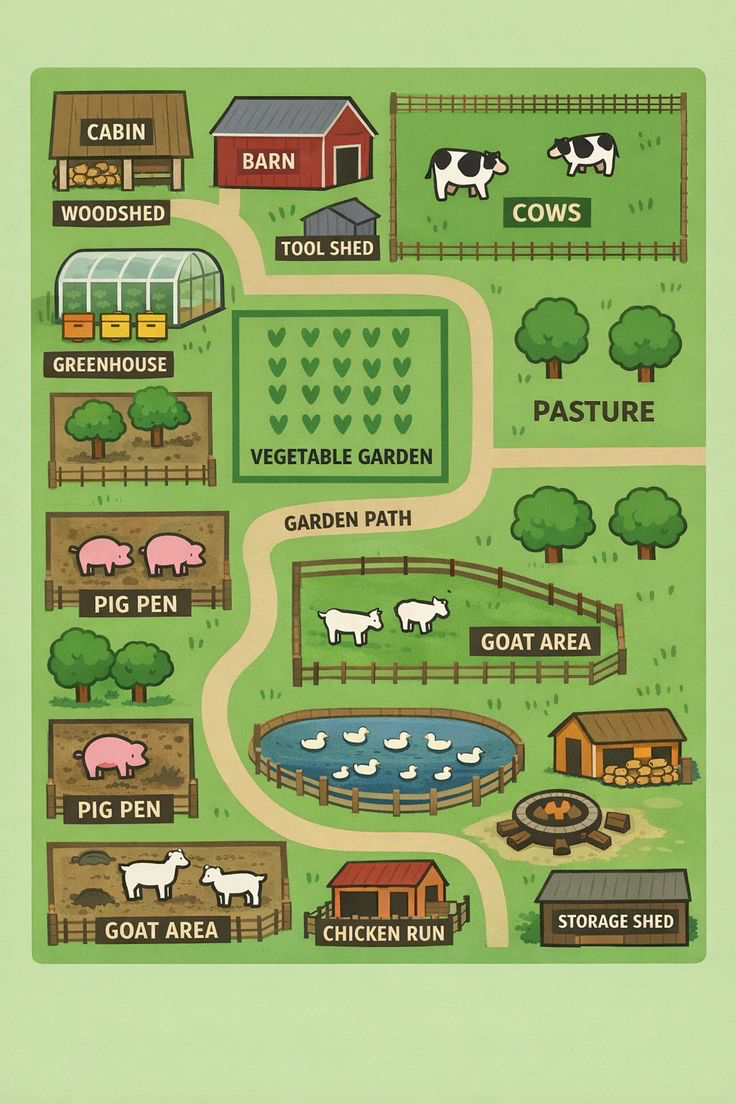 CABIN
BARN
WOODSHED
TOOL SHED
COWS
GREENHOUSE
PASTURE
VEGETABLE GARDEN
GARDEN PATH
PIG PEN
GOAT AREA
PIG PEN
GOAT AREA
CHICKEN RUN
STORAGE SHED